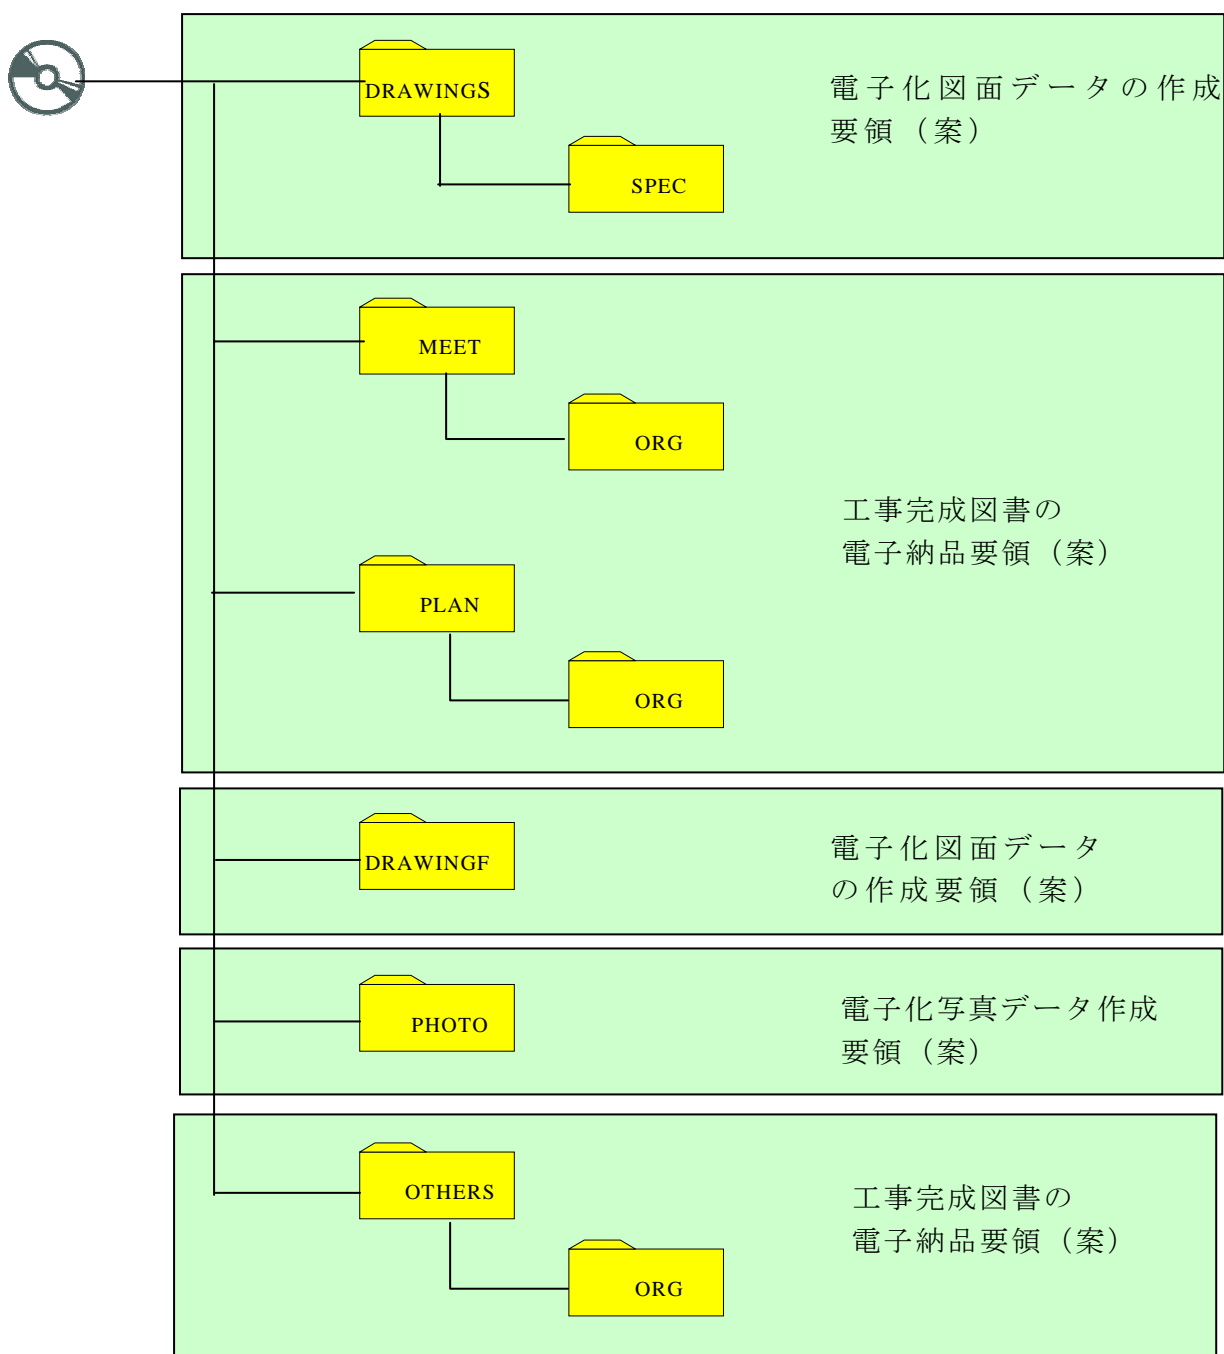 DRAWINGS
電子化図面データの作成
要領（案）
SPEC
MEET
ORG
工事完成図書の
電子納品要領（案）
PLAN
ORG
DRAWINGF
電子化図面データ
の作成要領（案）
PHOTO
電子化写真データ作成
要領（案）
OTHERS
工事完成図書の
電子納品要領（案）
ORG